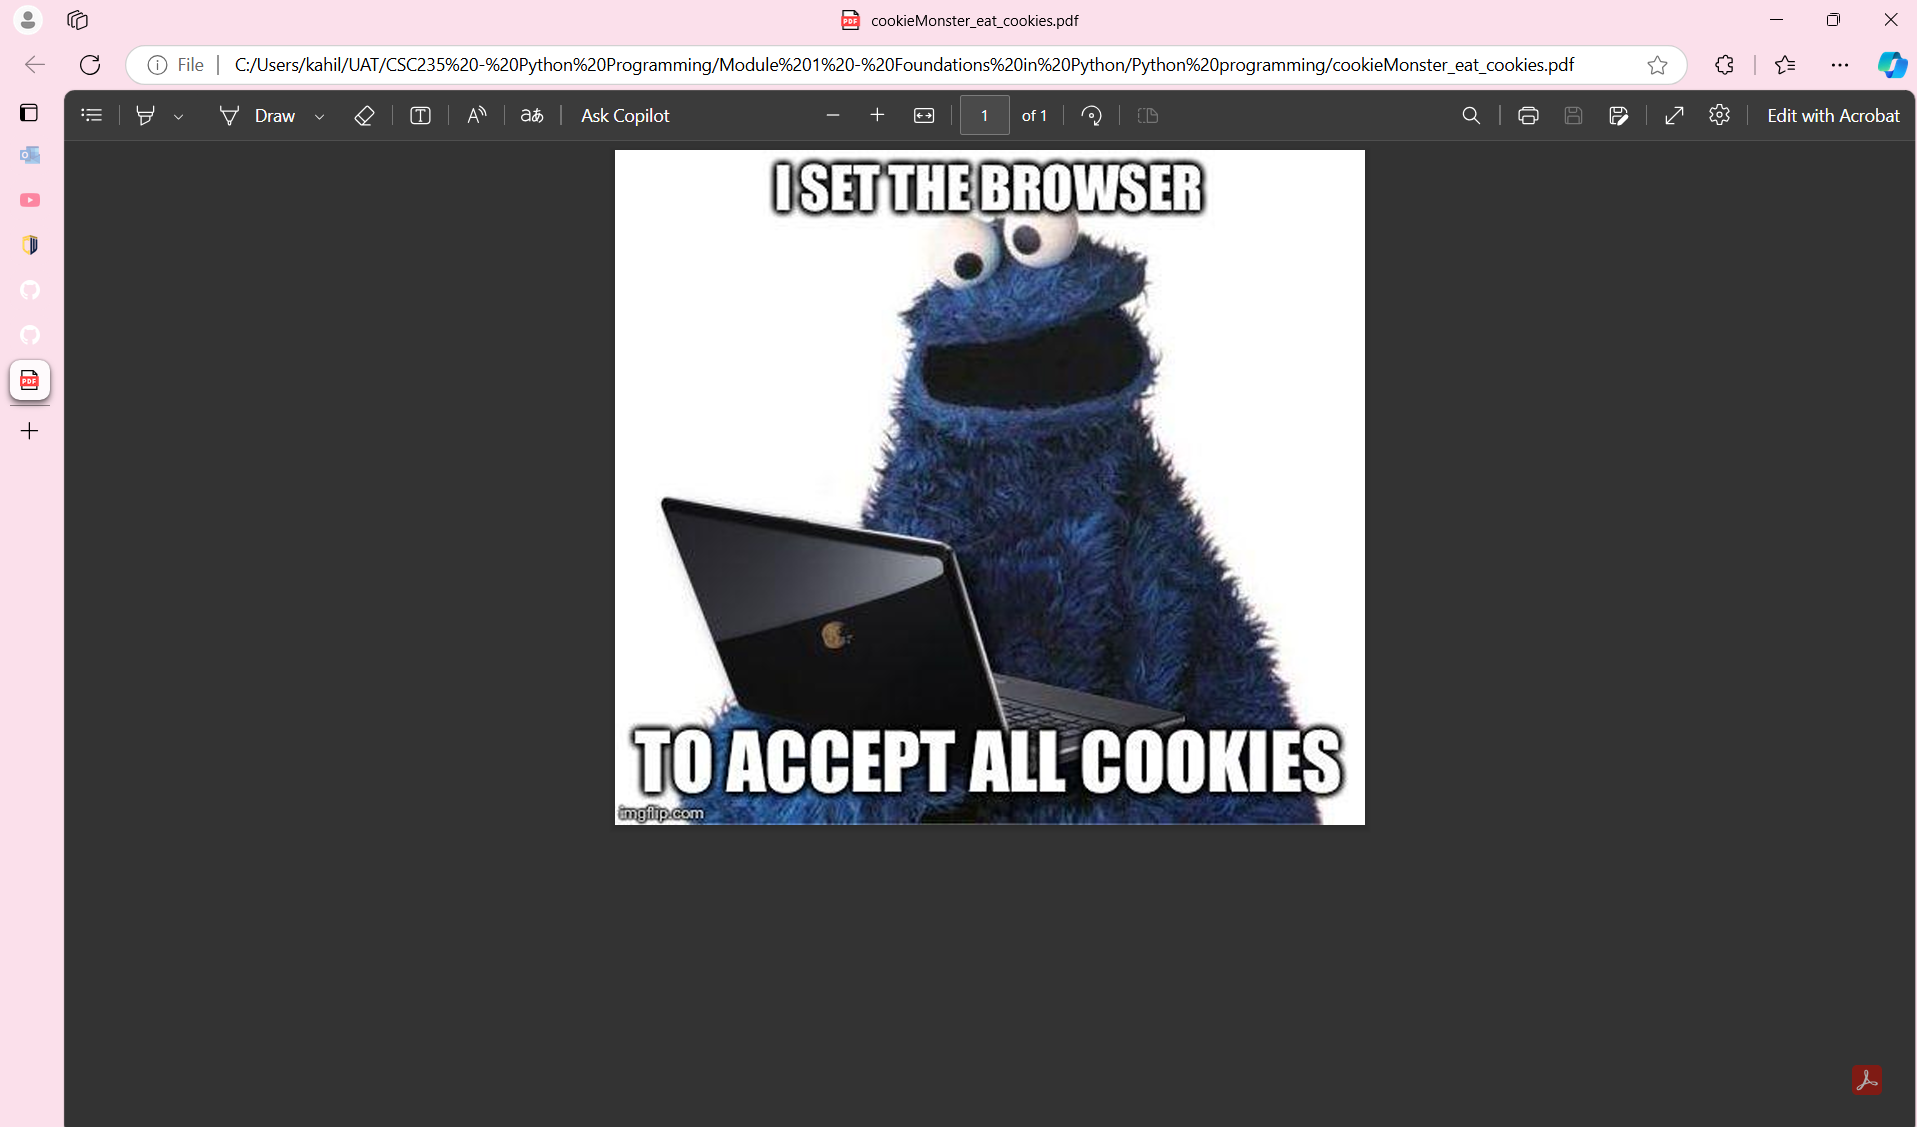 cookieMonster_eat_cookies.pdf
File
C:/Users/kahil/UAT/CSC235%20-%20Python%20Programming/Module%201%20-%20Foundations%20in%20Python/Python%20programming/cookieMonster_eat_cookies.pdf
Draw
Ask Copilot
1
of 1
Edit with Acrobat
PDF
I SET THE BROWSER
TO ACCEPT ALL COOKIES
imgflip.com